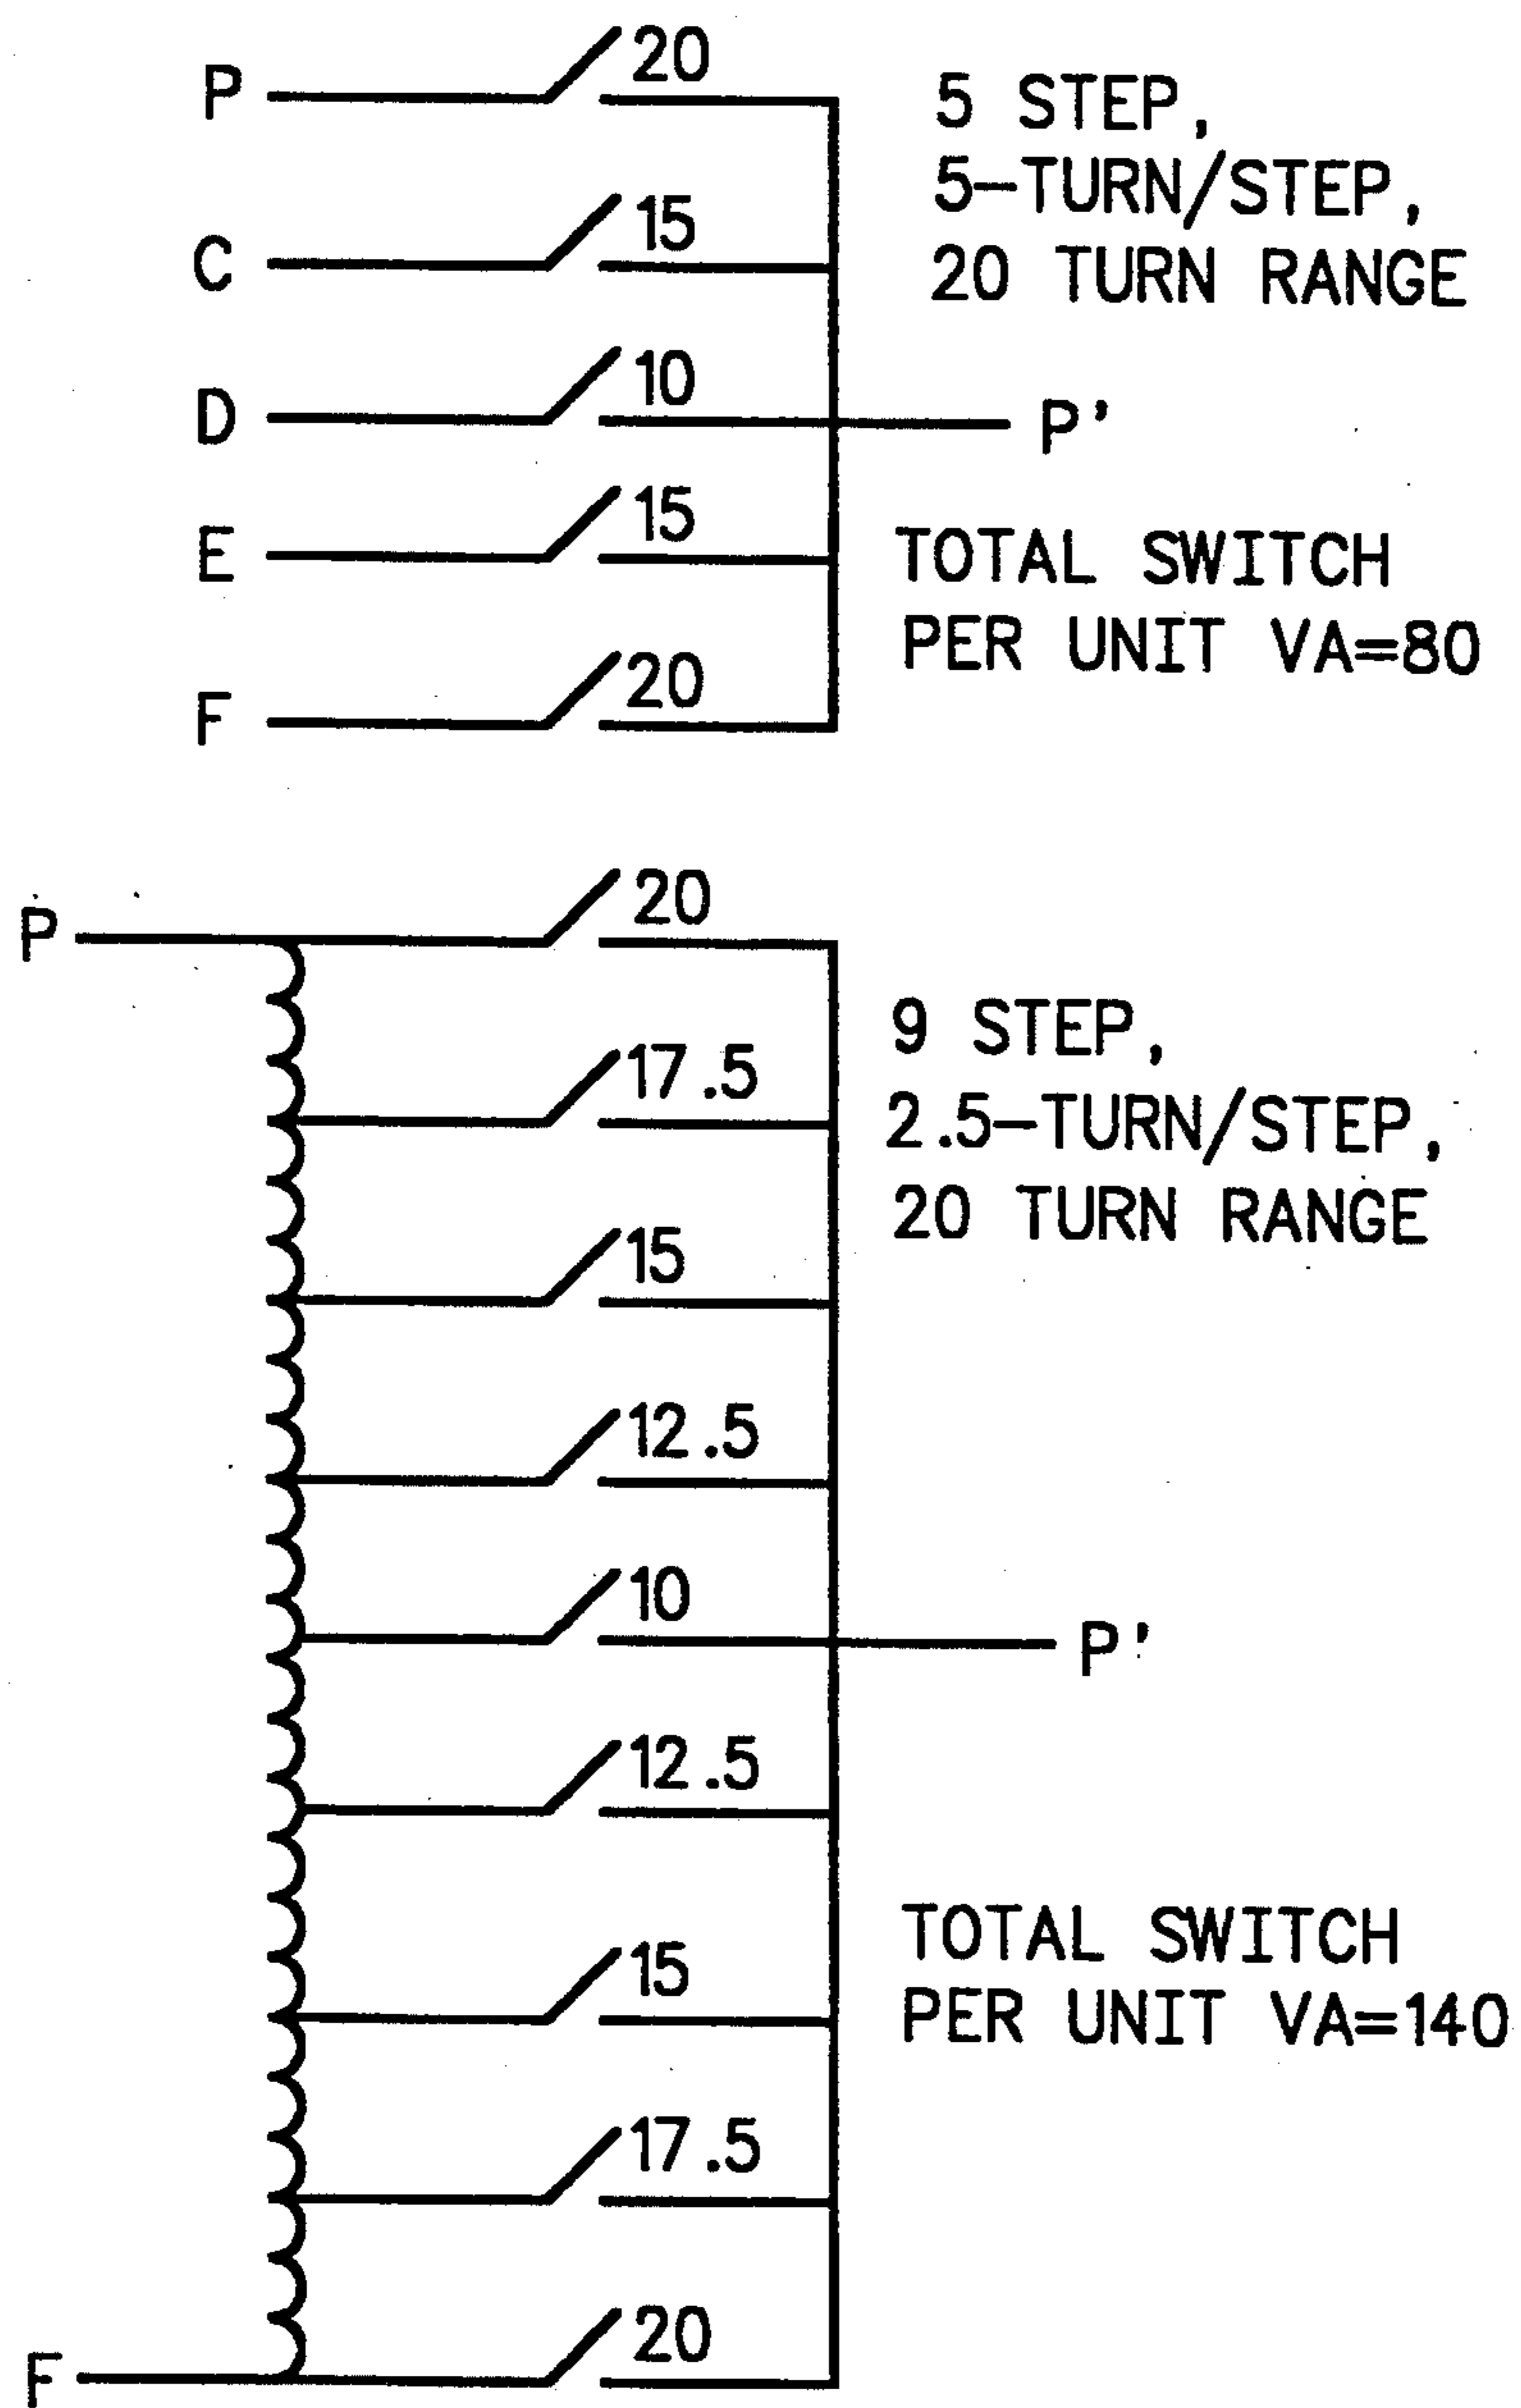 P
20
5 STEP,
5-TURN/STEP,
20 TURN RANGE
C
15
D
10
P'
E
15
TOTAL SWITCH
PER UNIT VA=80
F
20
P
20
9 STEP,
2.5-TURN/STEP,
20 TURN RANGE
17.5
15
12.5
10
P'
12.5
TOTAL SWITCH
PER UNIT VA=140
15
17.5
20
F